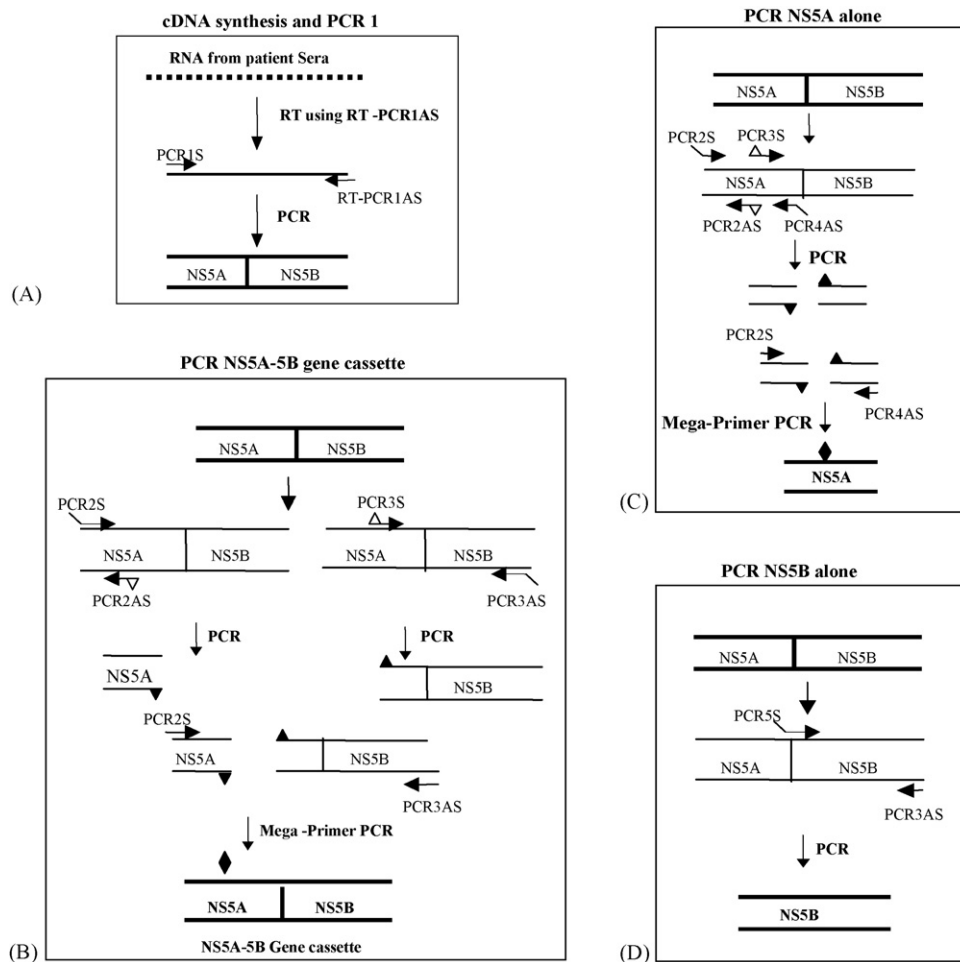 cDNA synthesis and PCR 1
RNA from patient Sera
RT using RT -PCR1AS
PCR1S
RT-PCR1AS
PCR
NS5A NS5B
(A)
PCR NS5A-5B gene cassette
NS5A NS5B
PCR2S PCR3S
NS5A NS5B NS5A NS5B
PCR2AS PCR3AS
PCR PCR
NS5A NS5B
PCR2S
NS5A NS5B
PCR3AS
Mega -Primer PCR
NS5A NS5B
NS5A-5B Gene cassette
(B)
PCR NS5A alone
NS5A NS5B
PCR2S PCR3S
NS5A NS5B
PCR2AS PCR4AS
PCR
PCR2S
PCR4AS
Mega-Primer PCR
NS5A
(C)
PCR NS5B alone
NS5A NS5B
PCR5S
NS5A NS5B
PCR3AS
PCR
NS5B
(D)